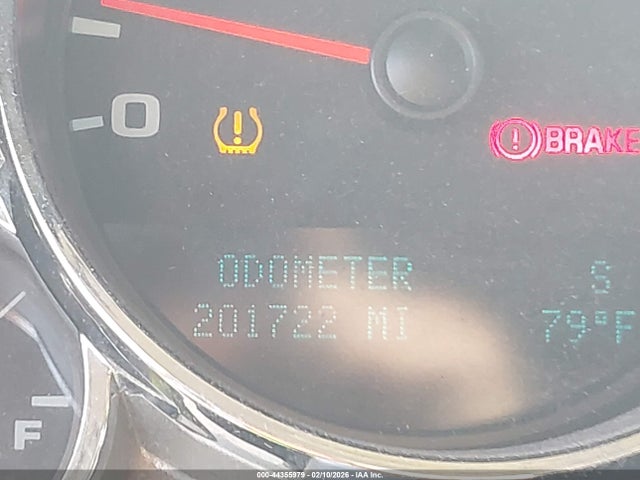 0
BRAKE
ODOMETER S
201722 MI 79°F
F
000-44355979 - 02/10/2026 - IAA Inc.